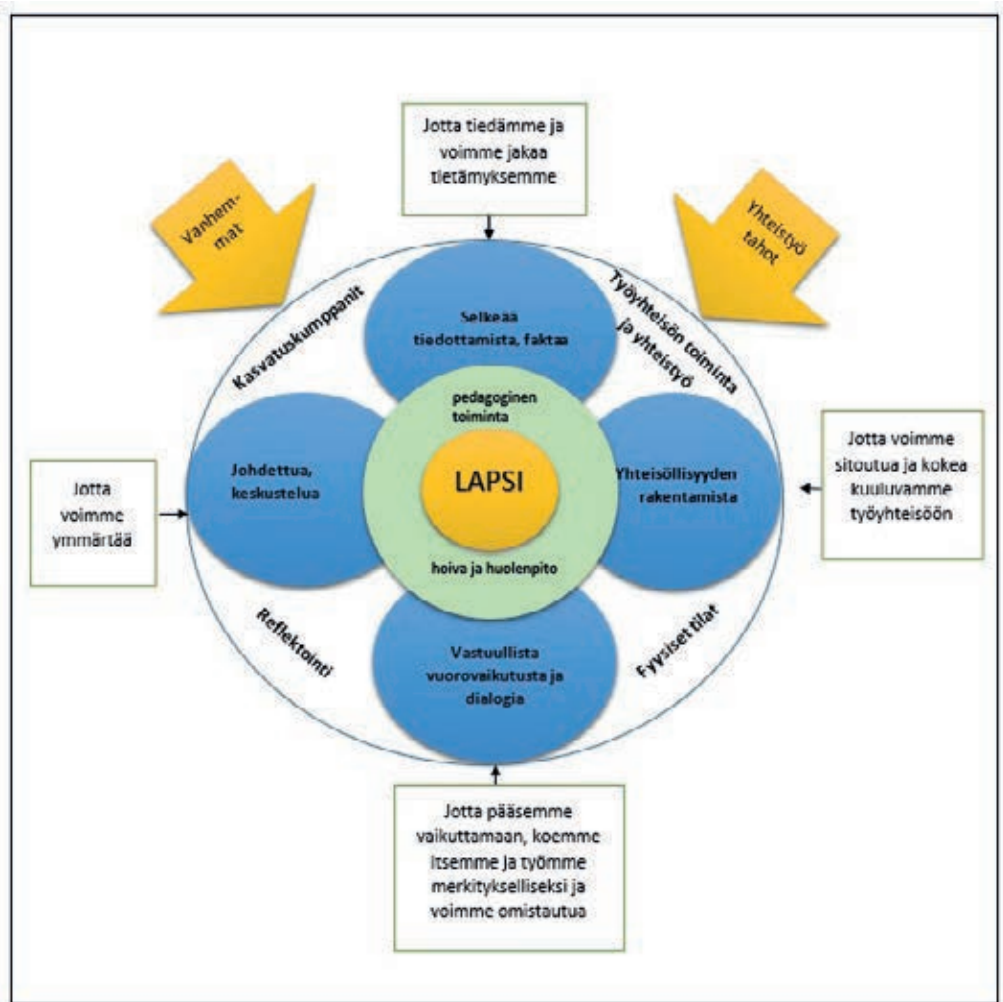 Jotta tiedämme ja
voimme jakaa
tietämyksemme
Vanhem-
mat
Yhteistyö
tahot
Kasvatuskumppanit
Työyhteisön toiminta
ja yhteistyö
Selkeää
tiedottamista, faktaa
pedagoginen
toiminta
Johdettua,
keskustelua
LAPSI
Yhteisöllisyyden
rakentamista
Jotta
voimme
ymmärtää
Jotta voimme
sitoutua ja kokea
kuuluvamme
työyhteisöön
hoiva ja huolenpito
Reflektointi
Fyysiset tilat
Vastuullista
vuorovaikutusta ja
dialogia
Jotta pääsemme
vaikuttamaan, koemme
itsemme ja työmme
merkitykselliseksi ja
voimme omistautua